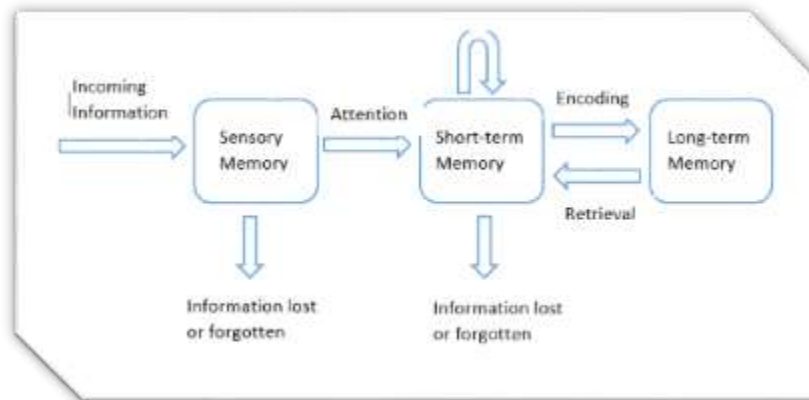 Incoming
Information
Sensory
Memory
Attention
Short-term
Memory
Encoding
Long-term
Memory
Retrieval
Information lost
or forgotten
Information lost
or forgotten